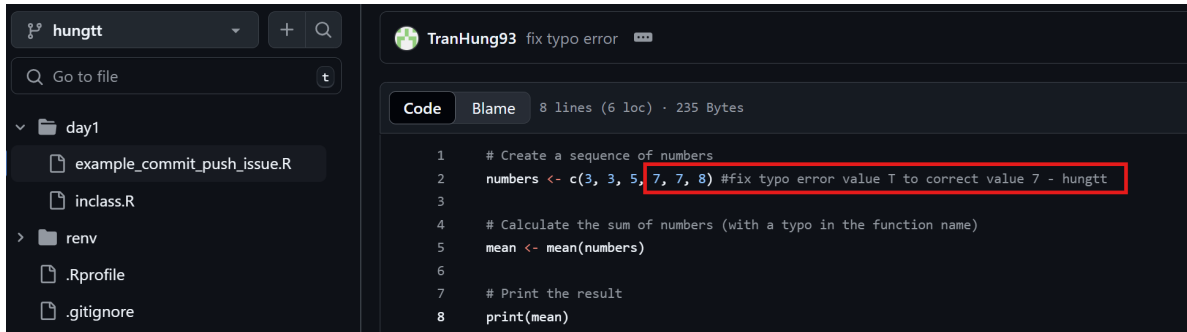 hungtt
Go to file
t
day1
example_commit_push_issue.R
inclass.R
renv
.Rprofile
.gitignore
TranHung93 fix typo error
Code Blame 8 lines (6 loc) · 235 Bytes
1 # Create a sequence of numbers
2 numbers <- c(3, 3, 5, 7, 7, 8) #fix typo error value T to correct value 7 - hungtt
3
4 # Calculate the sum of numbers (with a typo in the function name)
5 mean <- mean(numbers)
6
7 # Print the result
8 print(mean)